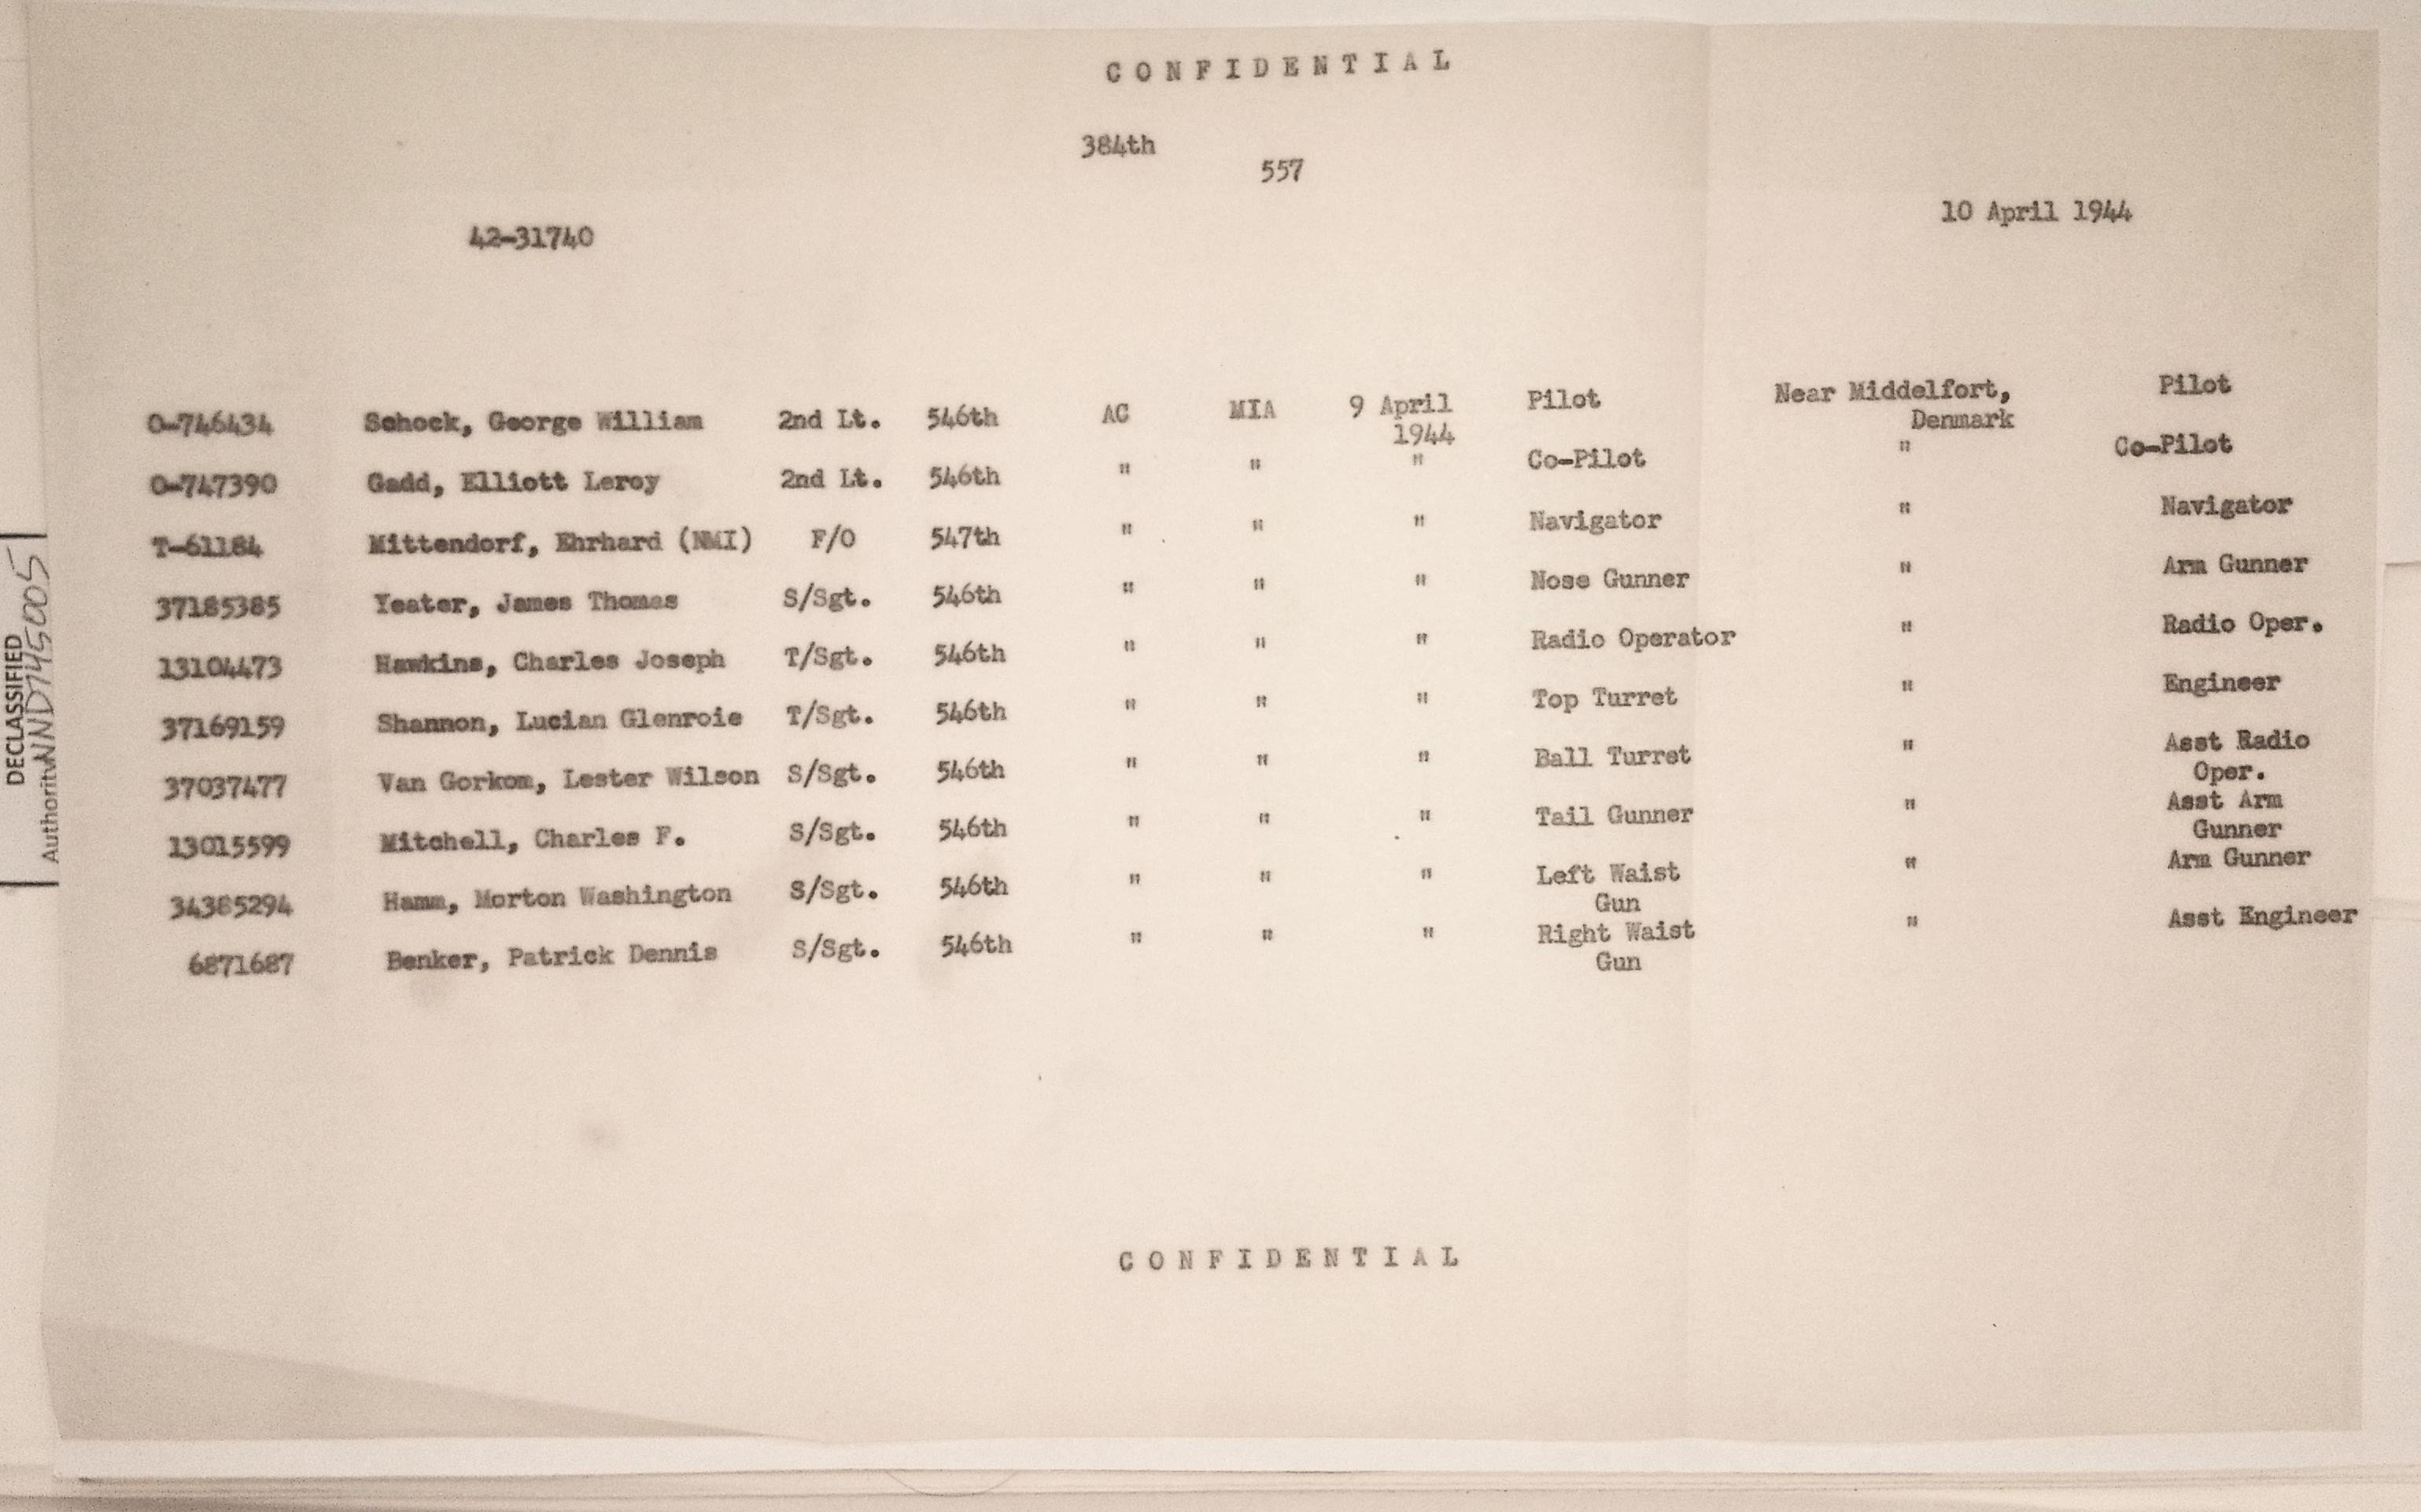 CONFIDENTIAL
384th
557
10 April 1944
42-31740
O-746434 Schock, George William 2nd Lt. 546th AC MIA 9 April Pilot Near Middelfort, Pilot
1944 Denmark
O-747390 Gadd, Elliott Leroy 2nd Lt. 546th " " " Co-Pilot " Co-Pilot
T-61184 Mittendorf, Ehrhard (NMI) F/O 547th " " " Navigator " Navigator
37185385 Yeater, James Thomas S/Sgt. 546th " " " Nose Gunner " Arm Gunner
13104473 Hawkins, Charles Joseph T/Sgt. 546th " " " Radio Operator " Radio Oper.
37169159 Shannon, Lucian Glenroie T/Sgt. 546th " " " Top Turret " Engineer
37037477 Van Gorkom, Lester Wilson S/Sgt. 546th " " " Ball Turret " Asst Radio
Oper.
13015599 Mitchell, Charles F. S/Sgt. 546th " " " Tail Gunner " Asst Arm
Gunner
34385294 Hamm, Morton Washington S/Sgt. 546th " " " Left Waist " Arm Gunner
Gun
6871687 Benker, Patrick Dennis S/Sgt. 546th " " " Right Waist " Asst Engineer
Gun
CONFIDENTIAL
DECLASSIFIED
Authority NND745005